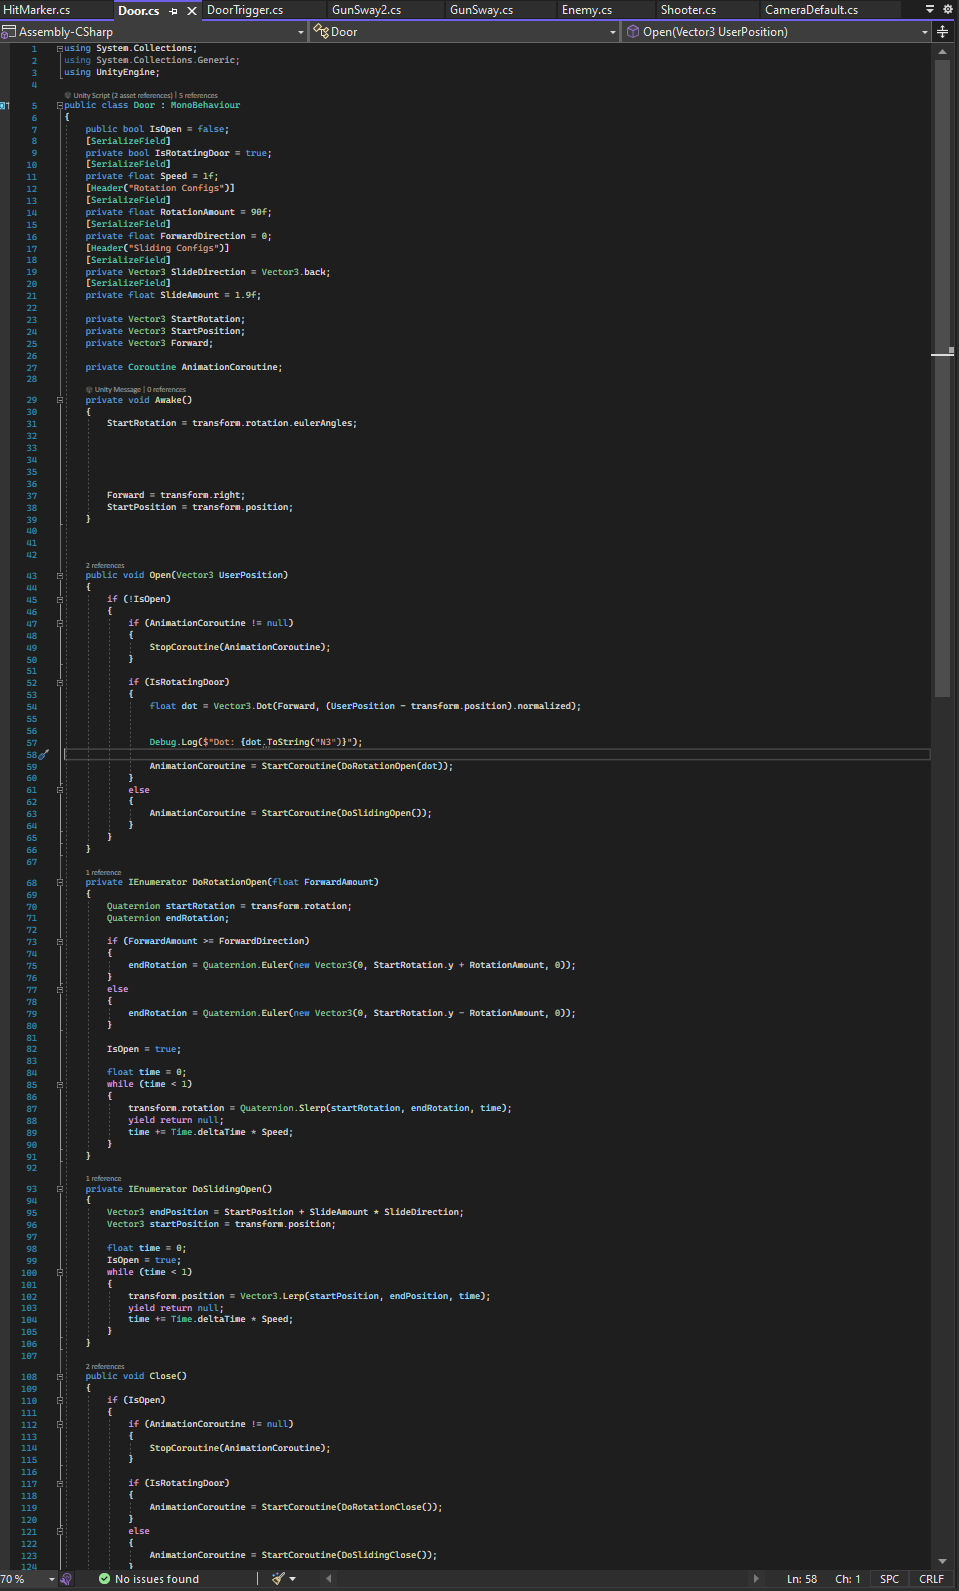 HitMarker.cs Door.cs DoorTrigger.cs GunSway2.cs GunSway.cs Enemy.cs Shooter.cs CameraDefault.cs
Assembly-CSharp Door Open(Vector3 UserPosition)
1 using System.Collections;
2 using System.Collections.Generic;
3 using UnityEngine;
4
Unity Script (2 asset references) | 5 references
5 public class Door : MonoBehaviour
6 {
7 public bool IsOpen = false;
8 [SerializeField]
9 private bool IsRotatingDoor = true;
10 [SerializeField]
11 private float Speed = 1f;
12 [Header("Rotation Configs")]
13 [SerializeField]
14 private float RotationAmount = 90f;
15 [SerializeField]
16 private float ForwardDirection = 0;
17 [Header("Sliding Configs")]
18 [SerializeField]
19 private Vector3 SlideDirection = Vector3.back;
20 [SerializeField]
21 private float SlideAmount = 1.9f;
22
23 private Vector3 StartRotation;
24 private Vector3 StartPosition;
25 private Vector3 Forward;
26
27 private Coroutine AnimationCoroutine;
28
Unity Message | 0 references
29 private void Awake()
30 {
31 StartRotation = transform.rotation.eulerAngles;
32
33
34
35
36
37 Forward = transform.right;
38 StartPosition = transform.position;
39 }
40
41
42
2 references
43 public void Open(Vector3 UserPosition)
44 {
45 if (!IsOpen)
46 {
47 if (AnimationCoroutine != null)
48 {
49 StopCoroutine(AnimationCoroutine);
50 }
51
52 if (IsRotatingDoor)
53 {
54 float dot = Vector3.Dot(Forward, (UserPosition - transform.position).normalized);
55
56
57 Debug.Log($"Dot: {dot.ToString("N3")}");
58
59 AnimationCoroutine = StartCoroutine(DoRotationOpen(dot));
60 }
61 else
62 {
63 AnimationCoroutine = StartCoroutine(DoSlidingOpen());
64 }
65 }
66 }
67
1 reference
68 private IEnumerator DoRotationOpen(float ForwardAmount)
69 {
70 Quaternion startRotation = transform.rotation;
71 Quaternion endRotation;
72
73 if (ForwardAmount >= ForwardDirection)
74 {
75 endRotation = Quaternion.Euler(new Vector3(0, StartRotation.y + RotationAmount, 0));
76 }
77 else
78 {
79 endRotation = Quaternion.Euler(new Vector3(0, StartRotation.y - RotationAmount, 0));
80 }
81
82 IsOpen = true;
83
84 float time = 0;
85 while (time < 1)
86 {
87 transform.rotation = Quaternion.Slerp(startRotation, endRotation, time);
88 yield return null;
89 time += Time.deltaTime * Speed;
90 }
91 }
92
1 reference
93 private IEnumerator DoSlidingOpen()
94 {
95 Vector3 endPosition = StartPosition + SlideAmount * SlideDirection;
96 Vector3 startPosition = transform.position;
97
98 float time = 0;
99 IsOpen = true;
100 while (time < 1)
101 {
102 transform.position = Vector3.Lerp(startPosition, endPosition, time);
103 yield return null;
104 time += Time.deltaTime * Speed;
105 }
106 }
107
2 references
108 public void Close()
109 {
110 if (IsOpen)
111 {
112 if (AnimationCoroutine != null)
113 {
114 StopCoroutine(AnimationCoroutine);
115 }
116
117 if (IsRotatingDoor)
118 {
119 AnimationCoroutine = StartCoroutine(DoRotationClose());
120 }
121 else
122 {
123 AnimationCoroutine = StartCoroutine(DoSlidingClose());
124 }
70 % No issues found Ln: 58 Ch: 1 SPC CRLF